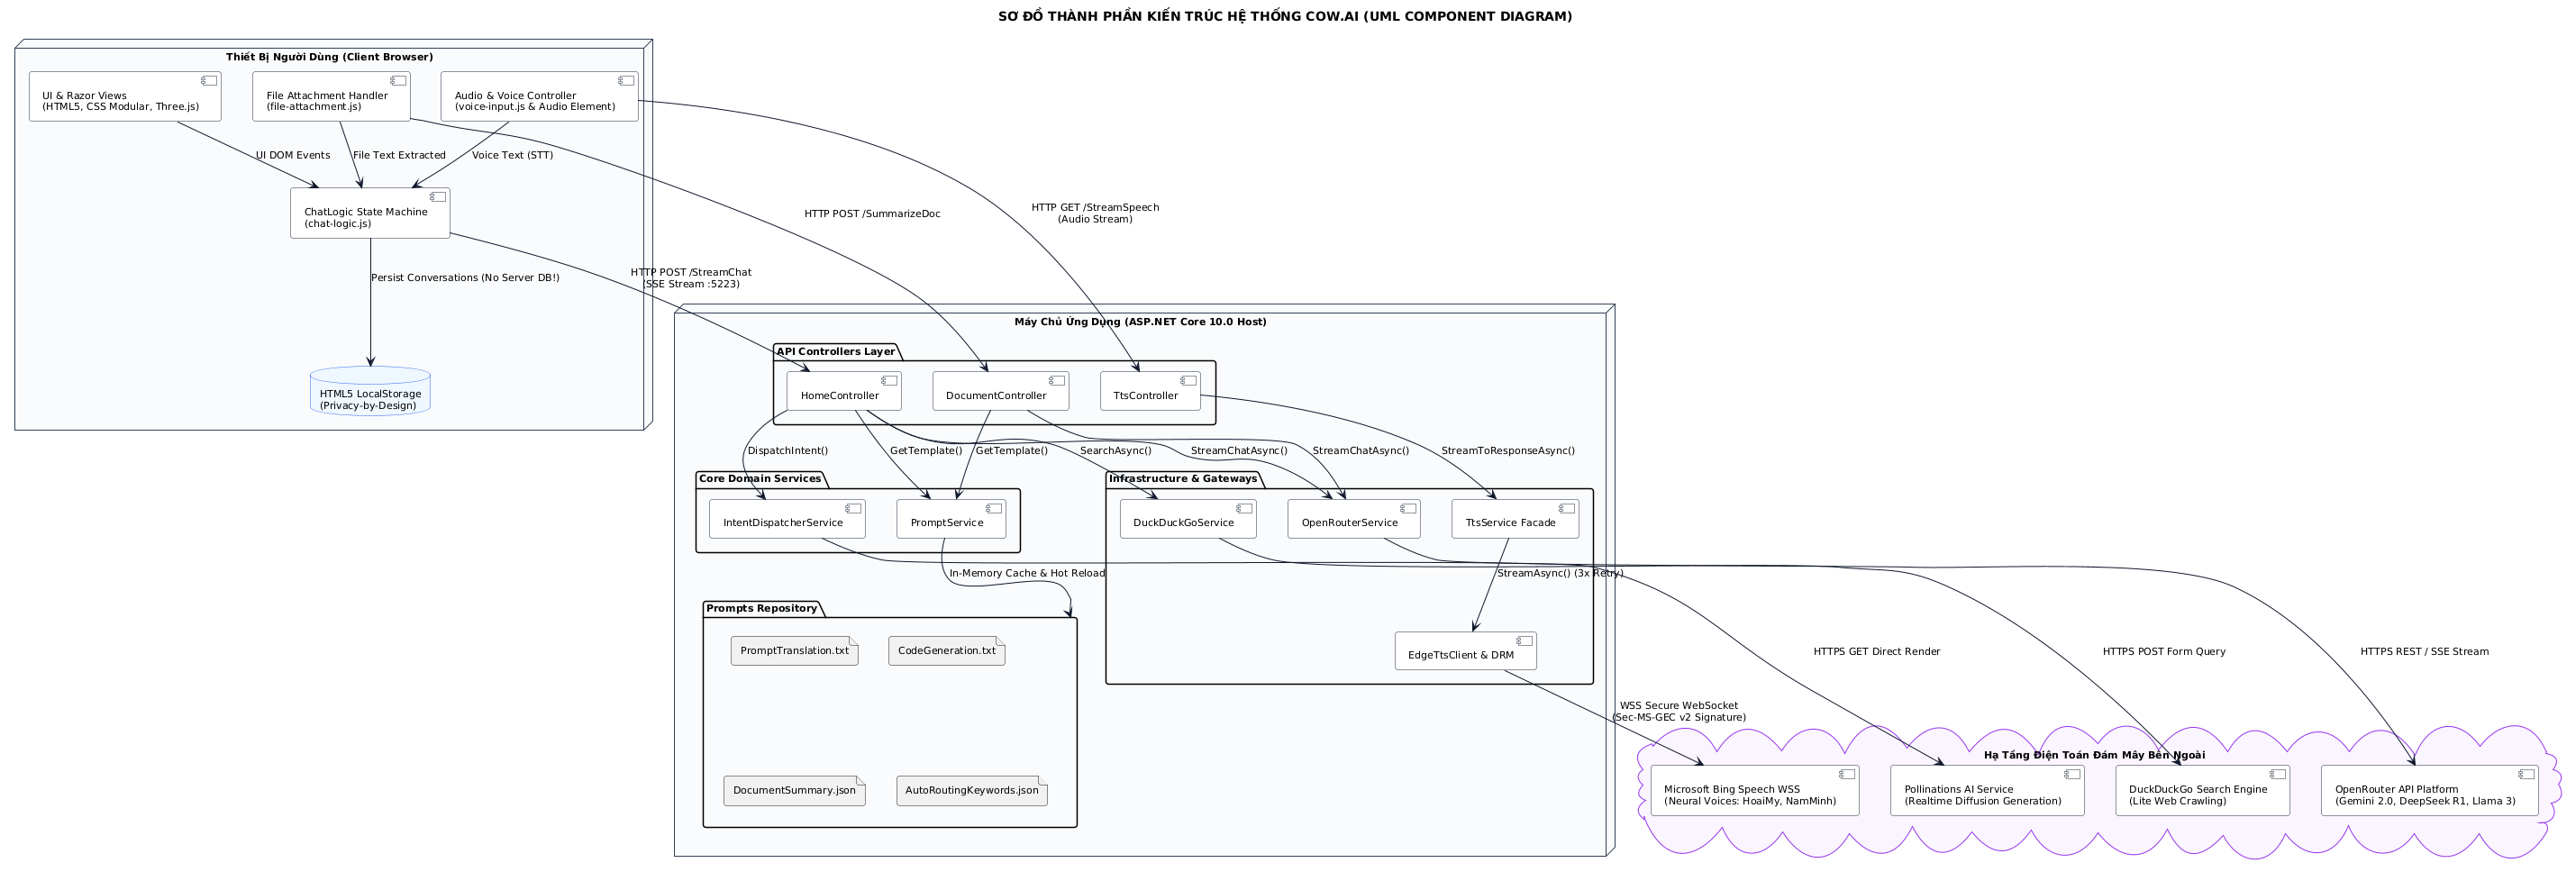 SƠ ĐỒ THÀNH PHẦN KIẾN TRÚC HỆ THỐNG COW.AI (UML COMPONENT DIAGRAM)
Thiết Bị Người Dùng (Client Browser)
UI & Razor Views
(HTML5, CSS Modular, Three.js)
File Attachment Handler
(file-attachment.js)
Audio & Voice Controller
(voice-input.js & Audio Element)
UI DOM Events
File Text Extracted
Voice Text (STT)
ChatLogic State Machine
(chat-logic.js)
HTTP POST /SummarizeDoc
HTTP GET /StreamSpeech
(Audio Stream)
Persist Conversations (No Server DB!)
HTTP POST /StreamChat
(SSE Stream :5223)
HTML5 LocalStorage
(Privacy-by-Design)
Máy Chủ Ứng Dụng (ASP.NET Core 10.0 Host)
API Controllers Layer
HomeController
DocumentController
TtsController
DispatchIntent()
GetTemplate()
GetTemplate()
SearchAsync()
StreamChatAsync()
StreamChatAsync()
StreamToResponseAsync()
Core Domain Services
IntentDispatcherService
PromptService
Infrastructure & Gateways
DuckDuckGoService
OpenRouterService
TtsService Facade
In-Memory Cache & Hot Reload
StreamAsync() (3x Retry)
Prompts Repository
PromptTranslation.txt
CodeGeneration.txt
DocumentSummary.json
AutoRoutingKeywords.json
EdgeTtsClient & DRM
HTTPS GET Direct Render
HTTPS POST Form Query
HTTPS REST / SSE Stream
WSS Secure WebSocket
(Sec-MS-GEC v2 Signature)
Hạ Tầng Điện Toán Đám Mây Bên Ngoài
Microsoft Bing Speech WSS
(Neural Voices: HoaiMy, NamMinh)
Pollinations AI Service
(Realtime Diffusion Generation)
DuckDuckGo Search Engine
(Lite Web Crawling)
OpenRouter API Platform
(Gemini 2.0, DeepSeek R1, Llama 3)